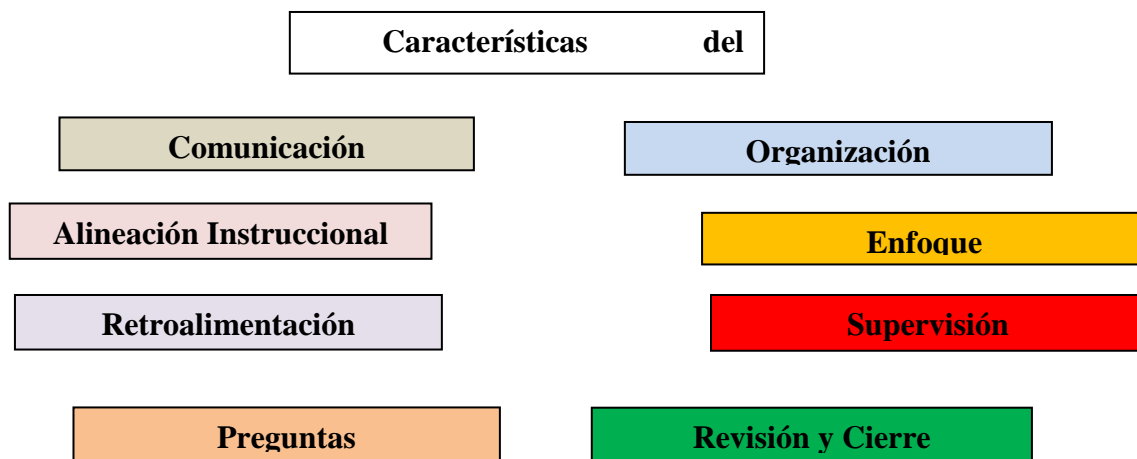 Características del
Comunicación
Organización
Alineación Instruccional
Enfoque
Retroalimentación
Supervisión
Preguntas
Revisión y Cierre